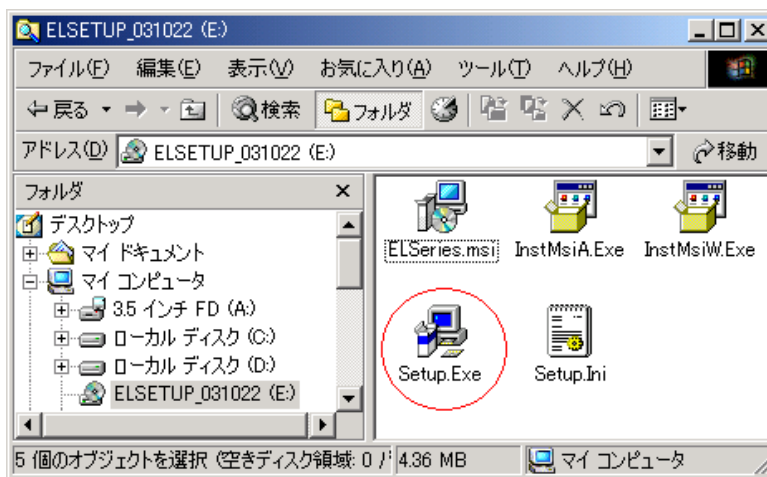 ELSETUP_031022 (E:)
ファイル(F) 編集(E) 表示(V) お気に入り(A) ツール(T) ヘルプ(H)
戻る 検索 フォルダ
アドレス(D) ELSETUP_031022 (E:) 移動
フォルダ
デスクトップ
マイ ドキュメント
マイ コンピュータ
3.5 インチ FD (A:)
ローカル ディスク (C:)
ローカル ディスク (D:)
ELSETUP_031022 (E:)
ELSeries.msi InstMsiA.Exe InstMsiW.Exe
Setup.Exe Setup.Ini
5 個のオブジェクトを選択 (空きディスク領域: 0 4.36 MB マイ コンピュータ